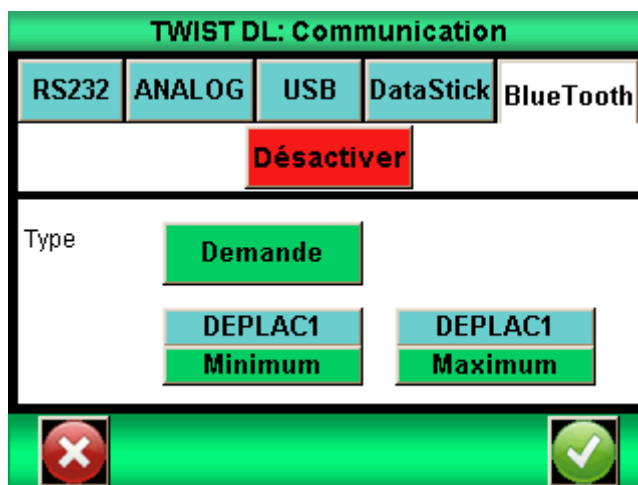 TWIST DL: Communication
RS232 ANALOG USB DataStick BlueTooth
Désactiver
Type Demande
DEPLAC1 DEPLAC1
Minimum Maximum